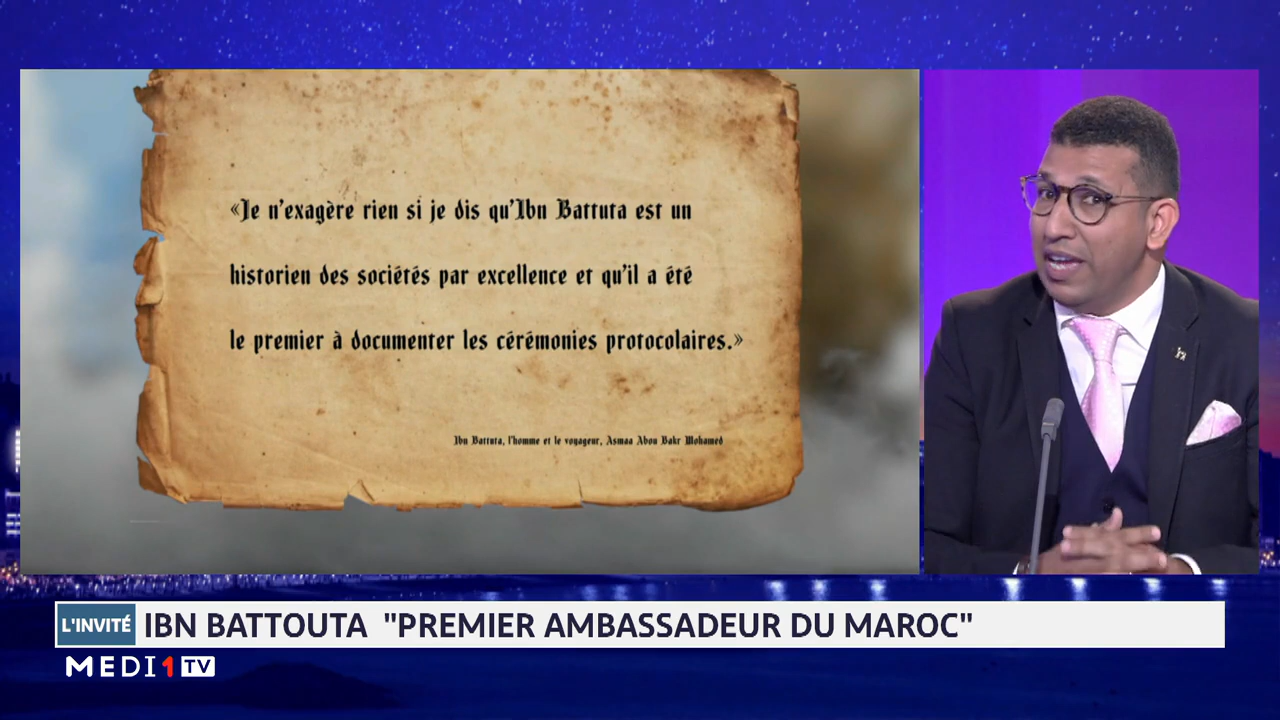 «Je n'exagère rien si je dis qu'Ibn Battuta est un
historien des sociétés par excellence et qu'il a été
le premier à documenter les cérémonies protocolaires.»
Ibn Battuta, l'homme et le voyageur, Asmaa Abou Bakr Mohamed
L'INVITÉ IBN BATTOUTA "PREMIER AMBASSADEUR DU MAROC"
MEDI1 TV